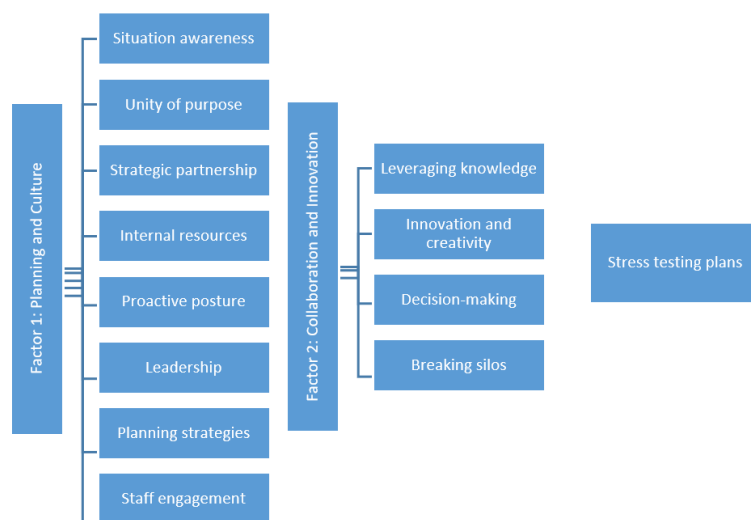 Factor 1: Planning and Culture
Situation awareness
Unity of purpose
Strategic partnership
Internal resources
Proactive posture
Leadership
Planning strategies
Staff engagement
Factor 2: Collaboration and Innovation
Leveraging knowledge
Innovation and
creativity
Decision-making
Breaking silos
Stress testing plans